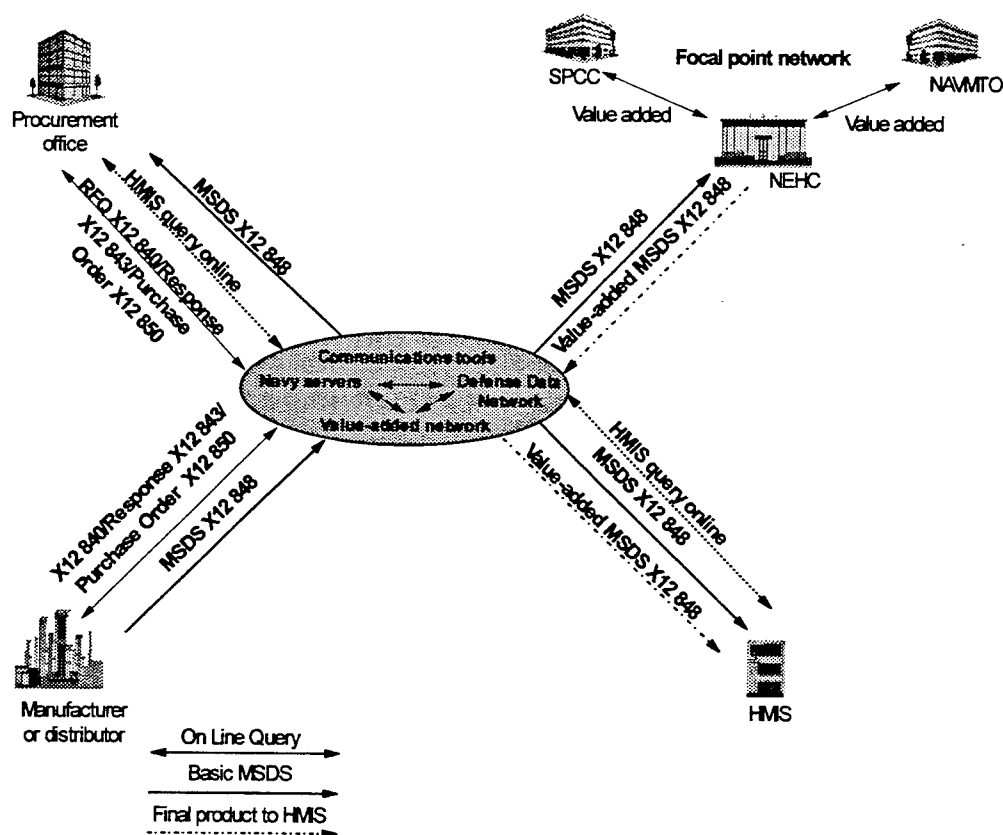 Procurement
office
SPCC
Focal point network
NAVMTO
Value added
Value added
NEHC
RFQ X12 840/Response
X12 843/Purchase
Order X12 850
HMIS query online
MSDS X12 848
MSDS X12 848
Value-added MSDS X12 848
Communications tools
Navy servers
Defense Data
Network
Value-added network
X12 840/Response X12 843/
Purchase Order X12 850
MSDS X12 848
HMIS query online
MSDS X12 848
Value-added MSDS X12 848
Manufacturer
or distributor
HMIS
On Line Query
Basic MSDS
Final product to HMIS